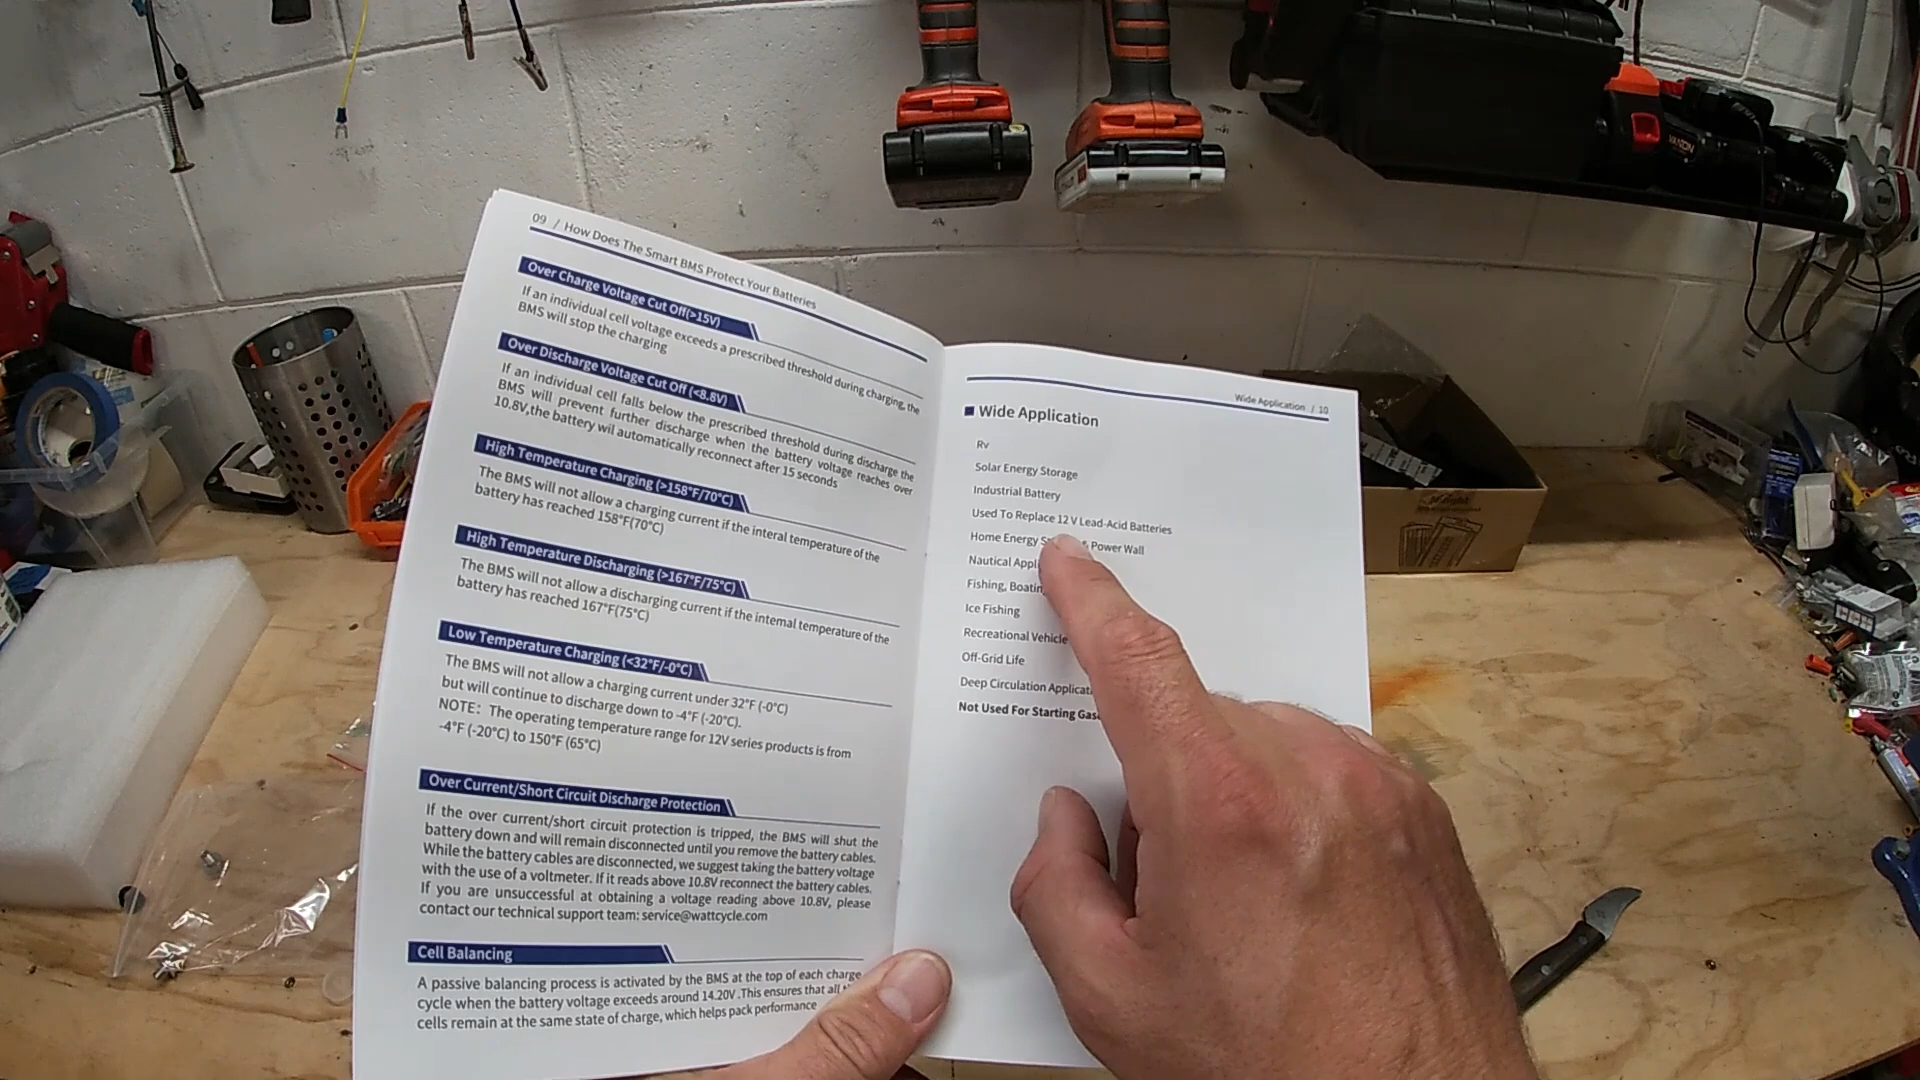 09 / How Does The Smart BMS Protect Your Batteries
Over Charge Voltage Cut Off(>15V)
If an individual cell voltage exceeds a prescribed threshold during charging, the
BMS will stop the charging
Over Discharge Voltage Cut Off (<8.8V)
If an individual cell falls below the prescribed threshold during discharge the
BMS will prevent further discharge when the battery voltage reaches over
10.8V,the battery wil automatically reconnect after 15 seconds
High Temperature Charging (>158°F/70°C)
The BMS will not allow a charging current if the interal temperature of the
battery has reached 158°F(70°C)
High Temperature Discharging (>167°F/75°C)
The BMS will not allow a discharging current if the intemal temperature of the
battery has reached 167°F(75°C)
Low Temperature Charging (<32°F/-0°C)
The BMS will not allow a charging current under 32°F (-0°C)
but will continue to discharge down to -4°F (-20°C).
NOTE: The operating temperature range for 12V series products is from
-4°F (-20°C) to 150°F (65°C)
Over Current/Short Circuit Discharge Protection
If the over current/short circuit protection is tripped, the BMS will shut the
battery down and will remain disconnected until you remove the battery cables.
While the battery cables are disconnected, we suggest taking the battery voltage
with the use of a voltmeter. If it reads above 10.8V reconnect the battery cables.
If you are unsuccessful at obtaining a voltage reading above 10.8V, please
contact our technical support team: service@wattcycle.com
Cell Balancing
A passive balancing process is activated by the BMS at the top of each charge
cycle when the battery voltage exceeds around 14.20V .This ensures that all
cells remain at the same state of charge, which helps pack performance
Wide Application / 10
Wide Application
Rv
Solar Energy Storage
Industrial Battery
Used To Replace 12 V Lead-Acid Batteries
Home Energy Power Wall
Nautical
Fishing,
Ice Fishing
Recreational Vehicle
Off-Grid Life
Deep Circulation
Not Used For Starting
VANON